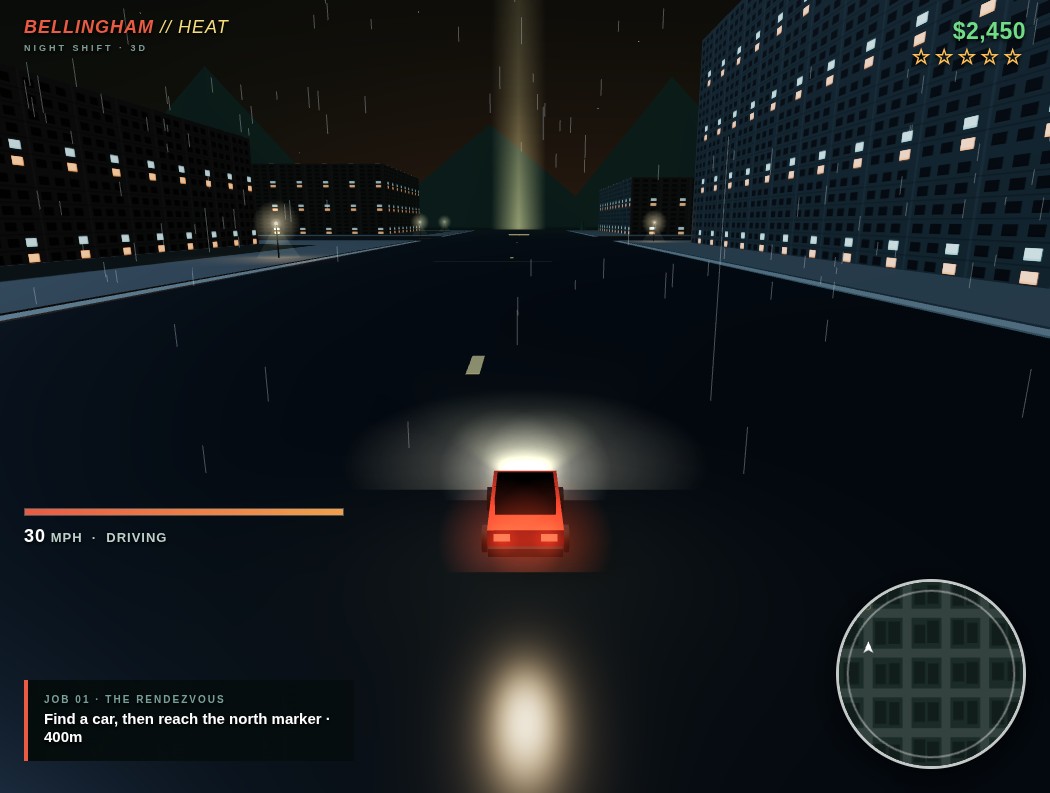 BELLINGHAM // HEAT
NIGHT SHIFT · 3D
$2,450
☆☆☆☆☆
30 MPH · DRIVING
JOB 01 · THE RENDEZVOUS
Find a car, then reach the north marker ·
400m